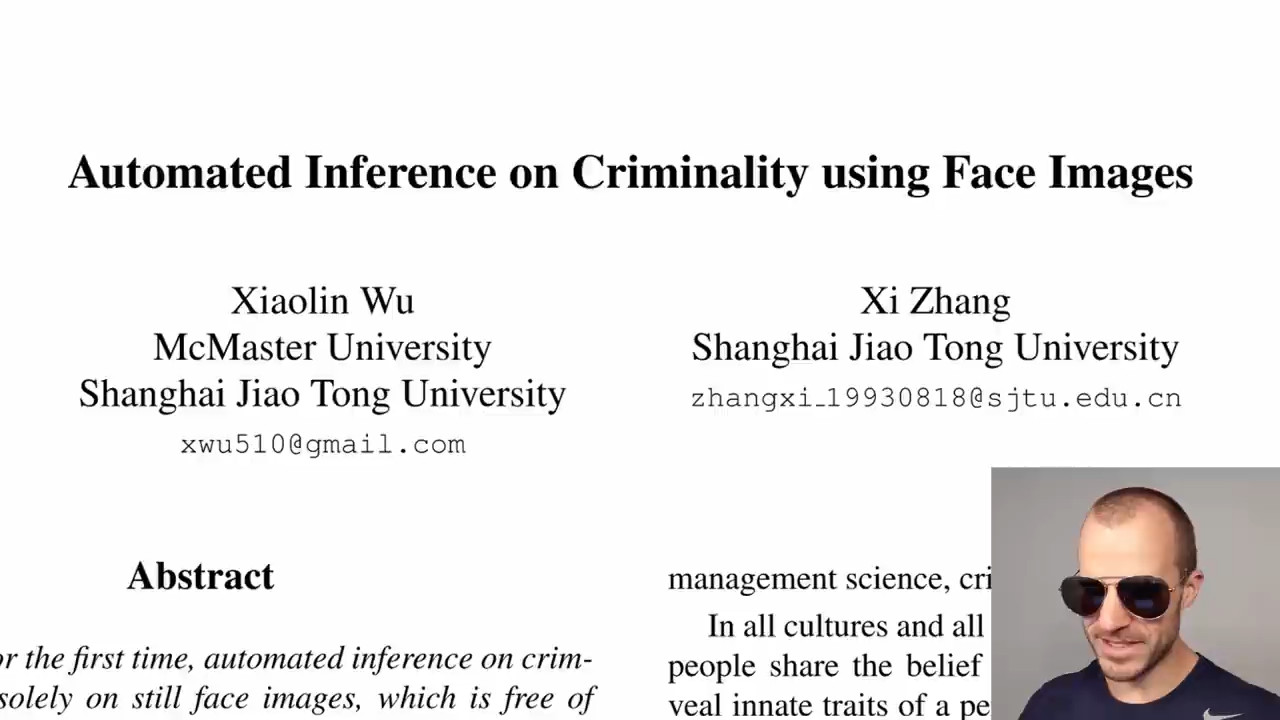 Automated Inference on Criminality using Face Images
Xiaolin Wu
McMaster University
Shanghai Jiao Tong University
xwu510@gmail.com
Xi Zhang
Shanghai Jiao Tong University
zhangxi_19930818@sjtu.edu.cn
Abstract
the first time, automated inference on crim-
solely on still face images, which is free of
management science,
In all cultures and all
people share the belief
veal innate traits of a